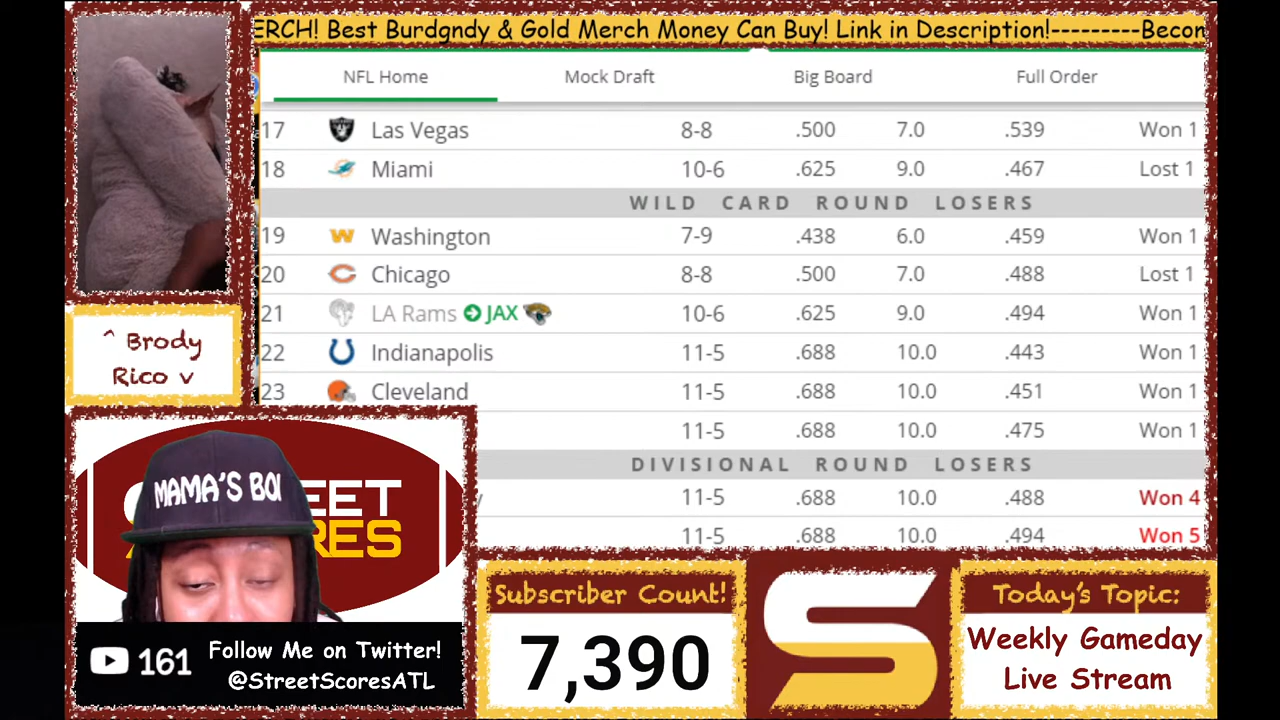 ERCH! Best Burdgndy & Gold Merch Money Can Buy! Link in Description!---------Becom
NFL Home Mock Draft Big Board Full Order
17 Las Vegas 8-8 .500 7.0 .539 Won 1
18 Miami 10-6 .625 9.0 .467 Lost 1
WILD CARD ROUND LOSERS
19 Washington 7-9 .438 6.0 .459 Won 1
20 Chicago 8-8 .500 7.0 .488 Lost 1
21 LA Rams JAX 10-6 .625 9.0 .494 Won 1
22 Indianapolis 11-5 .688 10.0 .443 Won 1
23 Cleveland 11-5 .688 10.0 .451 Won 1
11-5 .688 10.0 .475 Won 1
DIVISIONAL ROUND LOSERS
11-5 .688 10.0 .488 Won 4
11-5 .688 10.0 .494 Won 5
^ Brody
Rico v
MAMA'S BOI
EET
RES
161
Follow Me on Twitter!
@StreetScoresATL
Subscriber Count!
7,390
S
Today's Topic:
Weekly Gameday
Live Stream